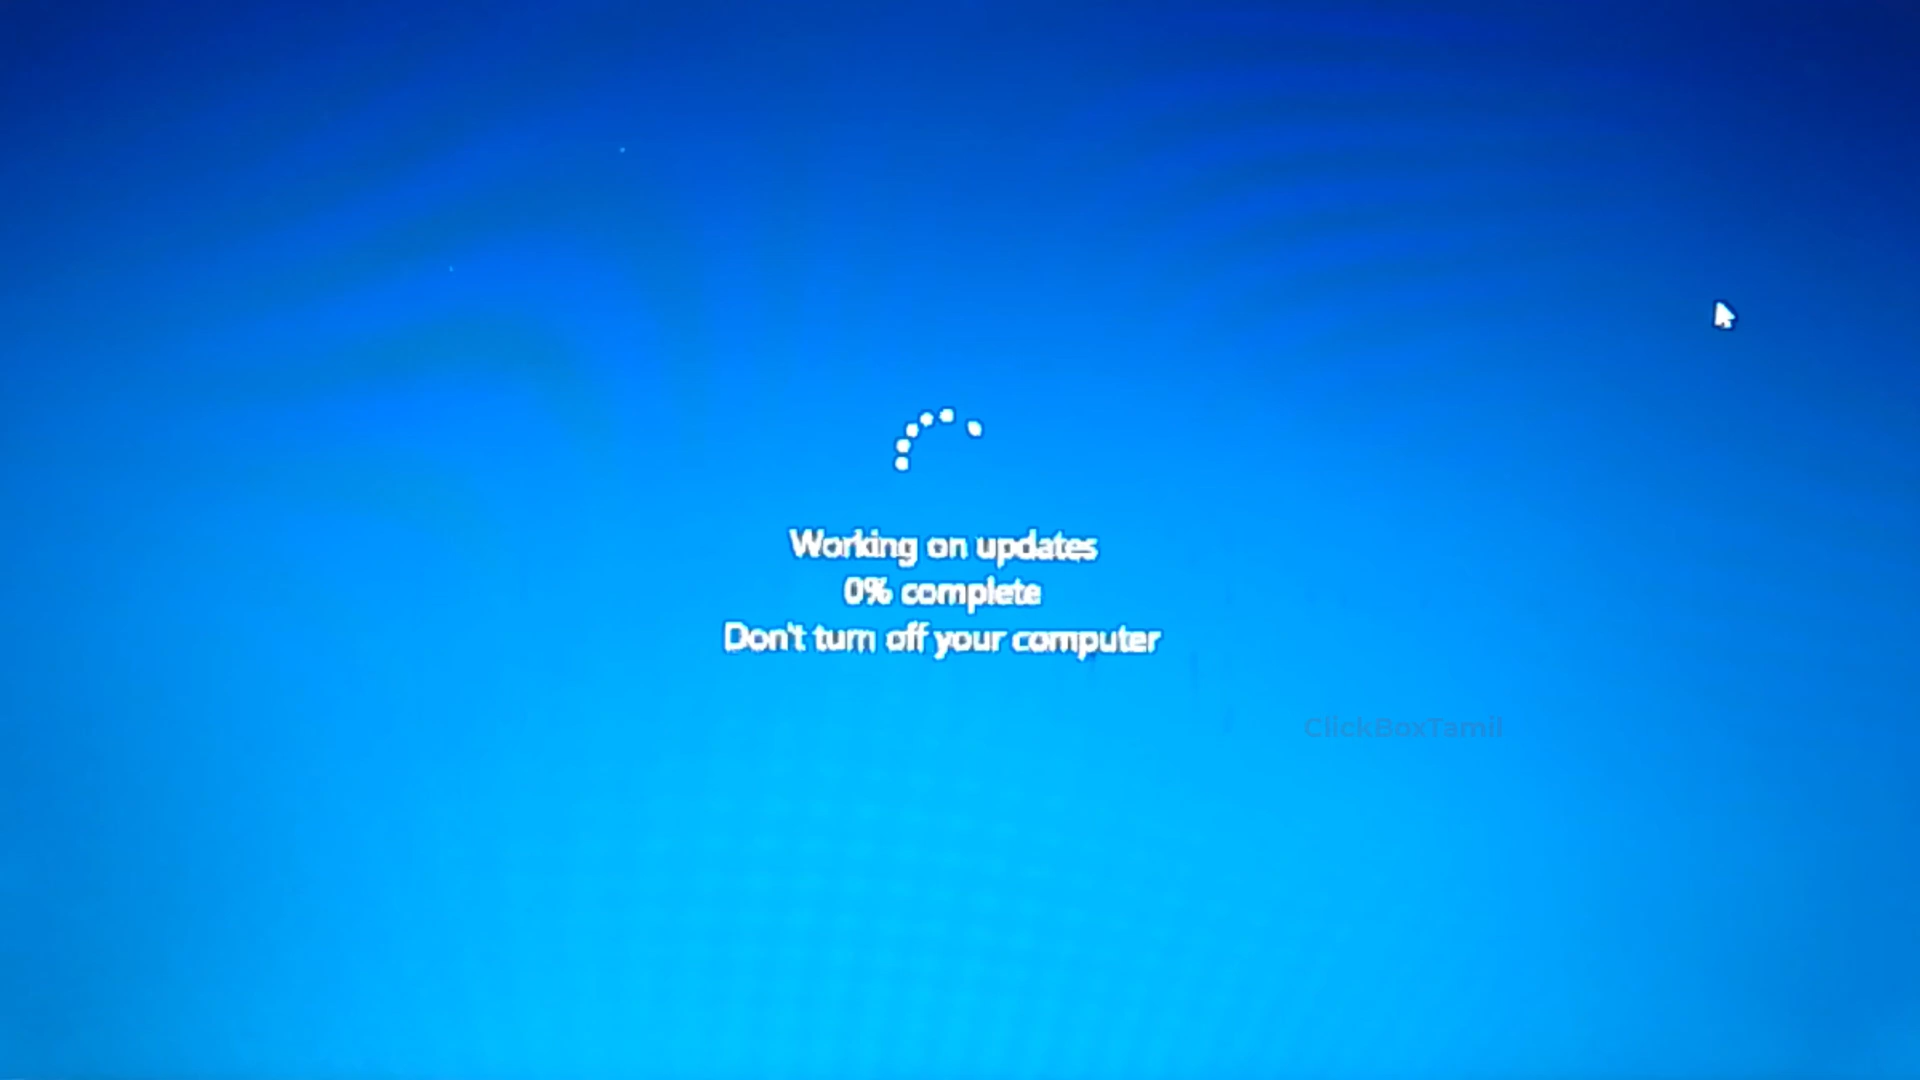 Working on updates
0% complete
Don't turn off your computer
ClickBoxTamil